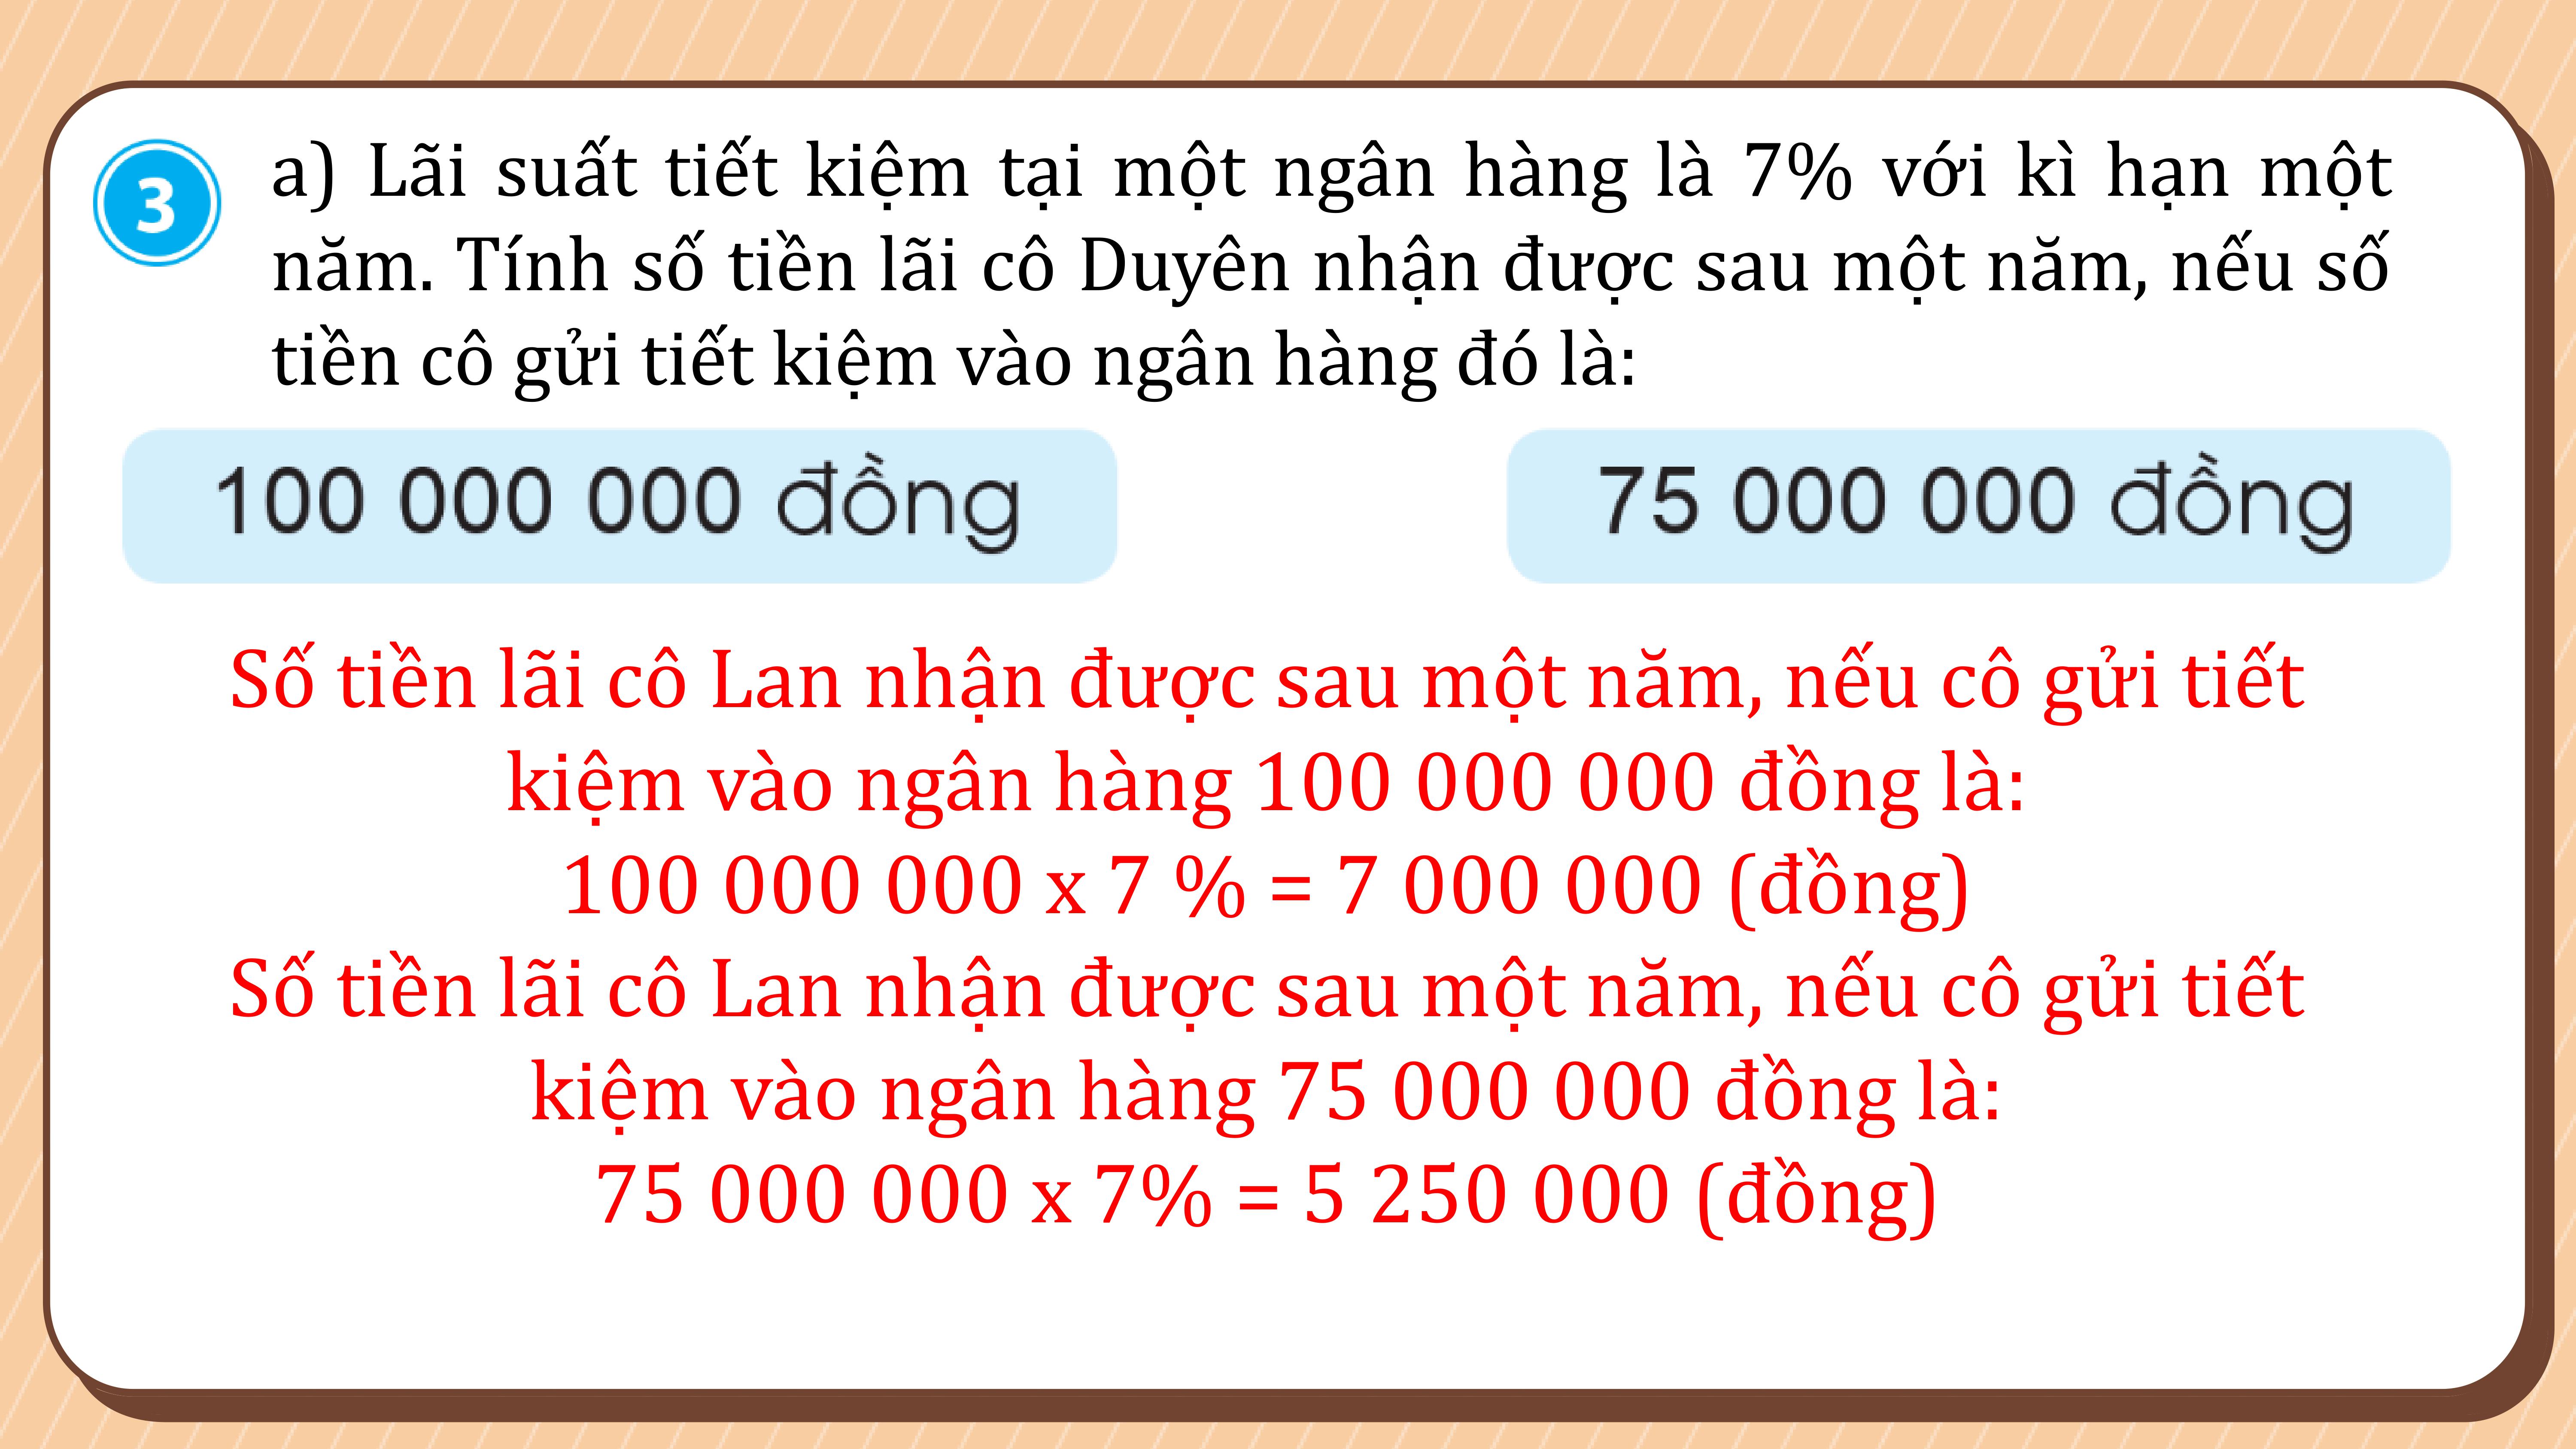 3
a) Lãi suất tiết kiệm tại một ngân hàng là 7% với kì hạn một
năm. Tính số tiền lãi cô Duyên nhận được sau một năm, nếu số
tiền cô gửi tiết kiệm vào ngân hàng đó là:
100 000 000 đồng
75 000 000 đồng
Số tiền lãi cô Lan nhận được sau một năm, nếu cô gửi tiết
kiệm vào ngân hàng 100 000 000 đồng là:
100 000 000 x 7 % = 7 000 000 (đồng)
Số tiền lãi cô Lan nhận được sau một năm, nếu cô gửi tiết
kiệm vào ngân hàng 75 000 000 đồng là:
75 000 000 x 7% = 5 250 000 (đồng)